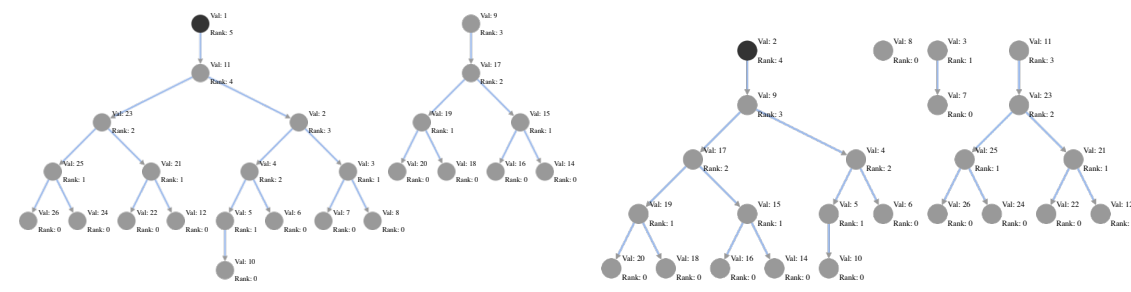 Val: 1
Rank: 5
Val: 11
Rank: 4
Val: 23
Rank: 2
Val: 2
Rank: 3
Val: 25
Rank: 1
Val: 21
Rank: 1
Val: 4
Rank: 2
Val: 3
Rank: 1
Val: 26
Rank: 0
Val: 24
Rank: 0
Val: 22
Rank: 0
Val: 12
Rank: 0
Val: 5
Rank: 1
Val: 6
Rank: 0
Val: 7
Rank: 0
Val: 8
Rank: 0
Val: 10
Rank: 0
Val: 9
Rank: 3
Val: 17
Rank: 2
Val: 19
Rank: 1
Val: 15
Rank: 1
Val: 20
Rank: 0
Val: 18
Rank: 0
Val: 16
Rank: 0
Val: 14
Rank: 0
Val: 2
Rank: 4
Val: 9
Rank: 3
Val: 17
Rank: 2
Val: 4
Rank: 2
Val: 19
Rank: 1
Val: 15
Rank: 1
Val: 5
Rank: 1
Val: 6
Rank: 0
Val: 20
Rank: 0
Val: 18
Rank: 0
Val: 16
Rank: 0
Val: 14
Rank: 0
Val: 10
Rank: 0
Val: 8
Rank: 0
Val: 3
Rank: 1
Val: 7
Rank: 0
Val: 11
Rank: 3
Val: 23
Rank: 2
Val: 25
Rank: 1
Val: 21
Rank: 1
Val: 26
Rank: 0
Val: 24
Rank: 0
Val: 22
Rank: 0
Val: 12
Rank: